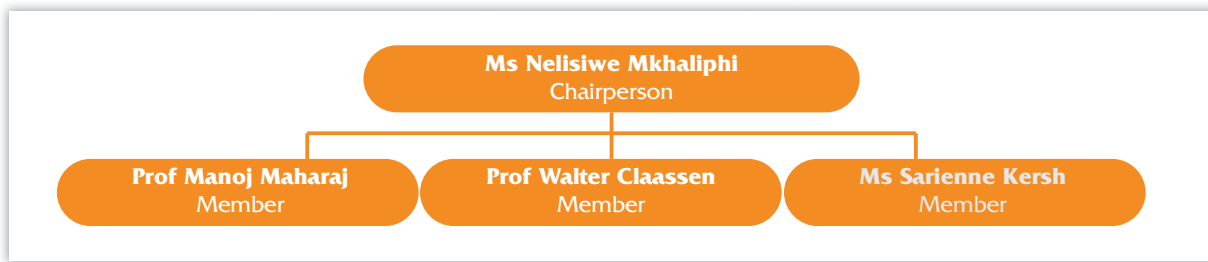 Ms Nelisiwe Mkhaliphi
Chairperson
Prof Manoj Maharaj
Member
Prof Walter Claassen
Member
Ms Sarienne Kersh
Member